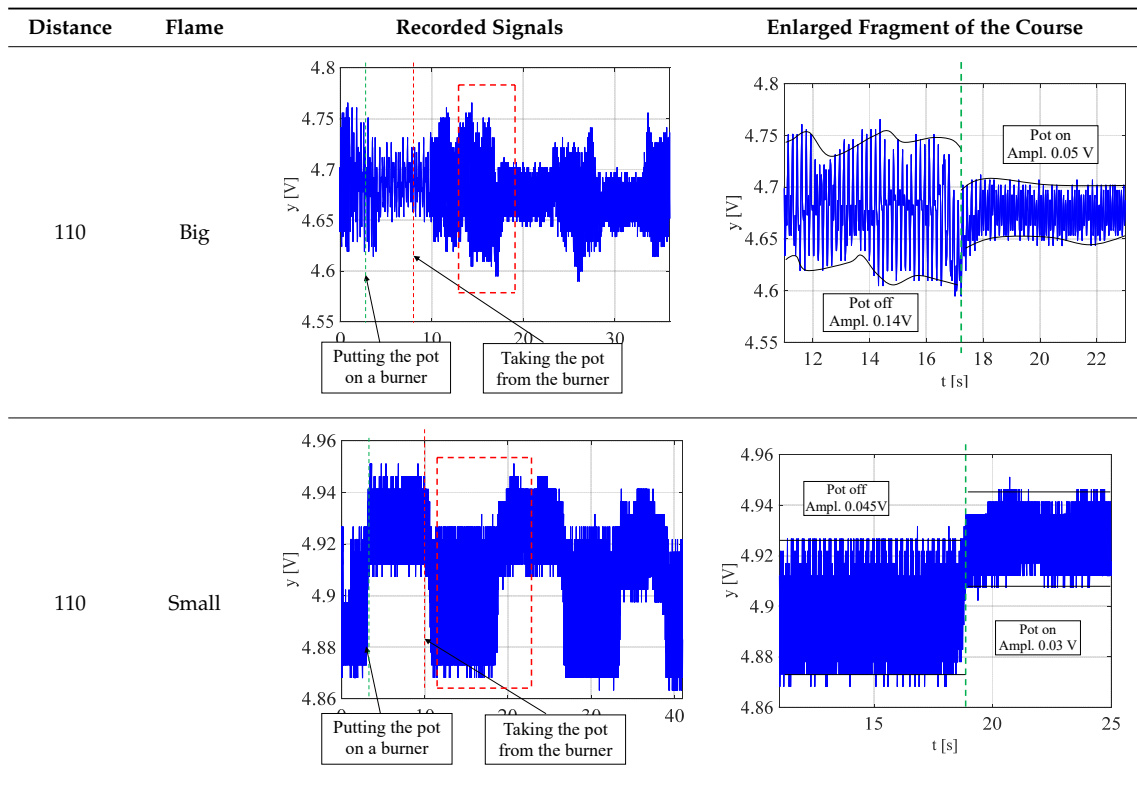 Distance Flame Recorded Signals Enlarged Fragment of the Course
110 Big
4.8
4.75
4.7
4.65
4.6
4.55
y [V]
0 10 20 30
Putting the pot
on a burner
Taking the pot
from the burner
4.8
4.75
4.7
4.65
4.6
4.55
y [V]
Pot on
Ampl. 0.05 V
Pot off
Ampl. 0.14V
12 14 16 18 20 22
t [s]
110 Small
4.96
4.94
4.92
4.9
4.88
4.86
y [V]
0 10 20 30 40
Putting the pot
on a burner
Taking the pot
from the burner
4.96
4.94
4.92
4.9
4.88
4.86
y [V]
Pot off
Ampl. 0.045V
Pot on
Ampl. 0.03 V
15 20 25
t [s]